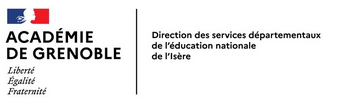 ACADÉMIE
DE GRENOBLE
Liberté
Égalité
Fraternité
Direction des services départementaux
de l'éducation nationale
de l'Isère